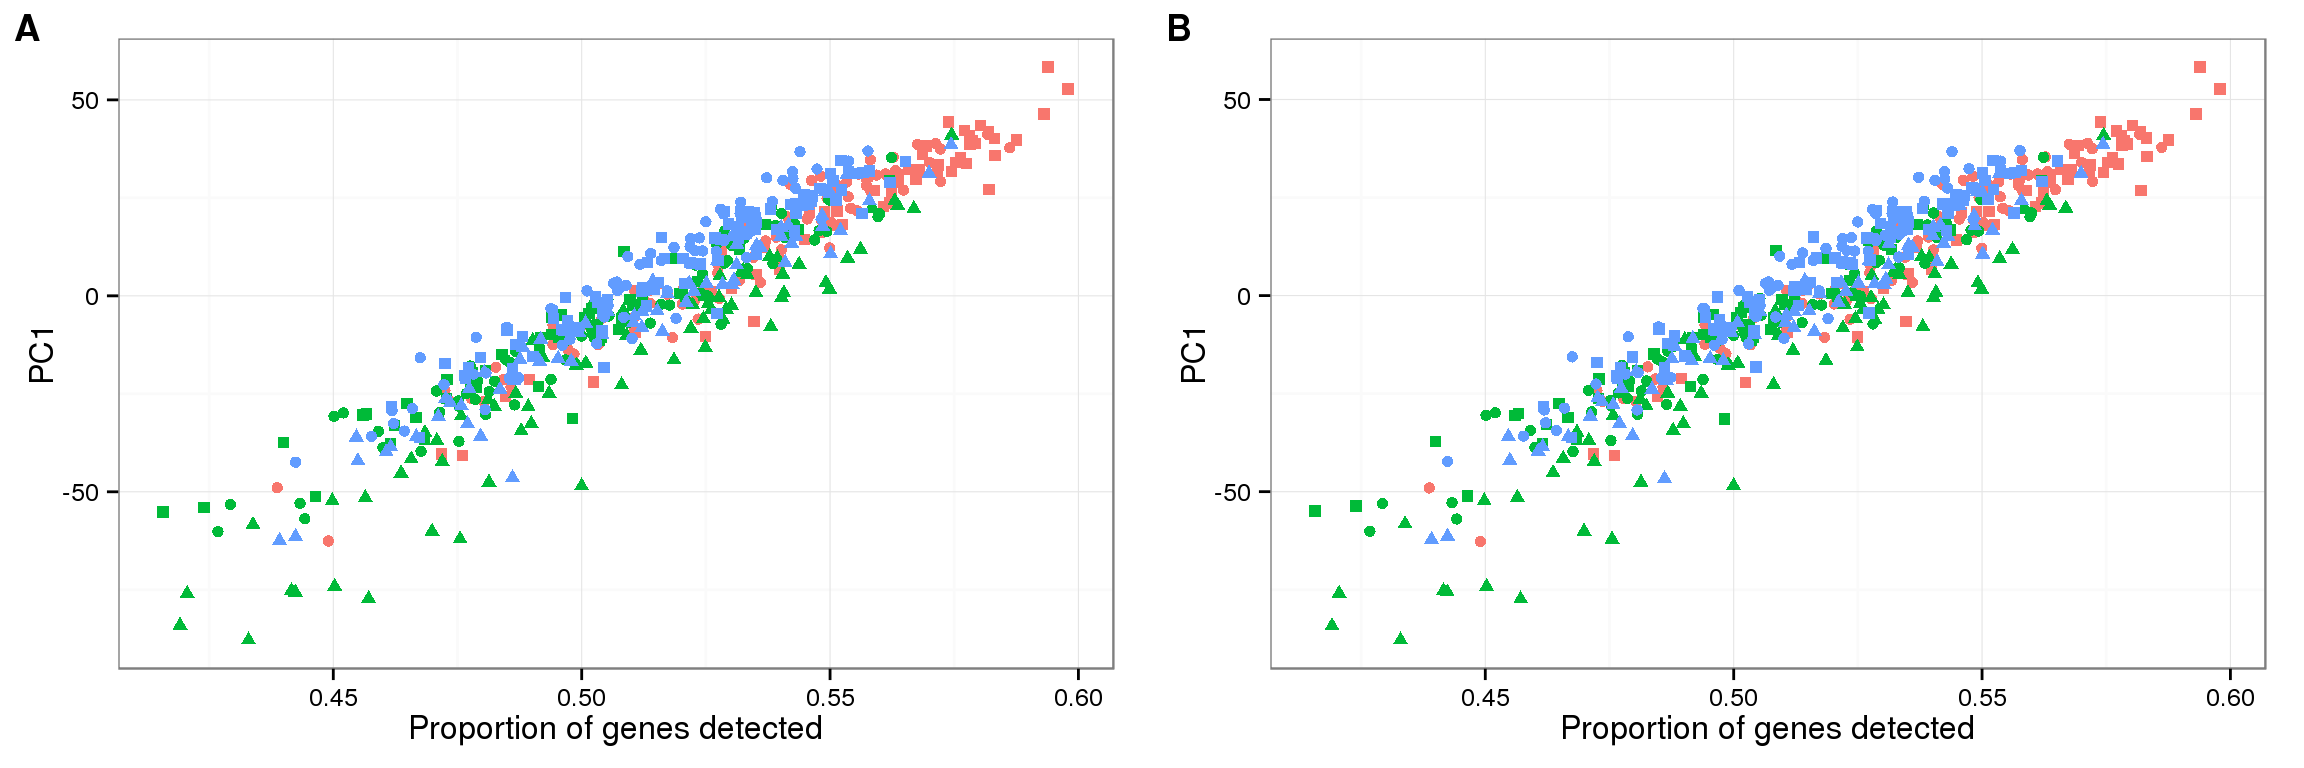 A
50
0
-50
PC1
0.45 0.50 0.55 0.60
Proportion of genes detected
B
50
0
-50
PC1
0.45 0.50 0.55 0.60
Proportion of genes detected